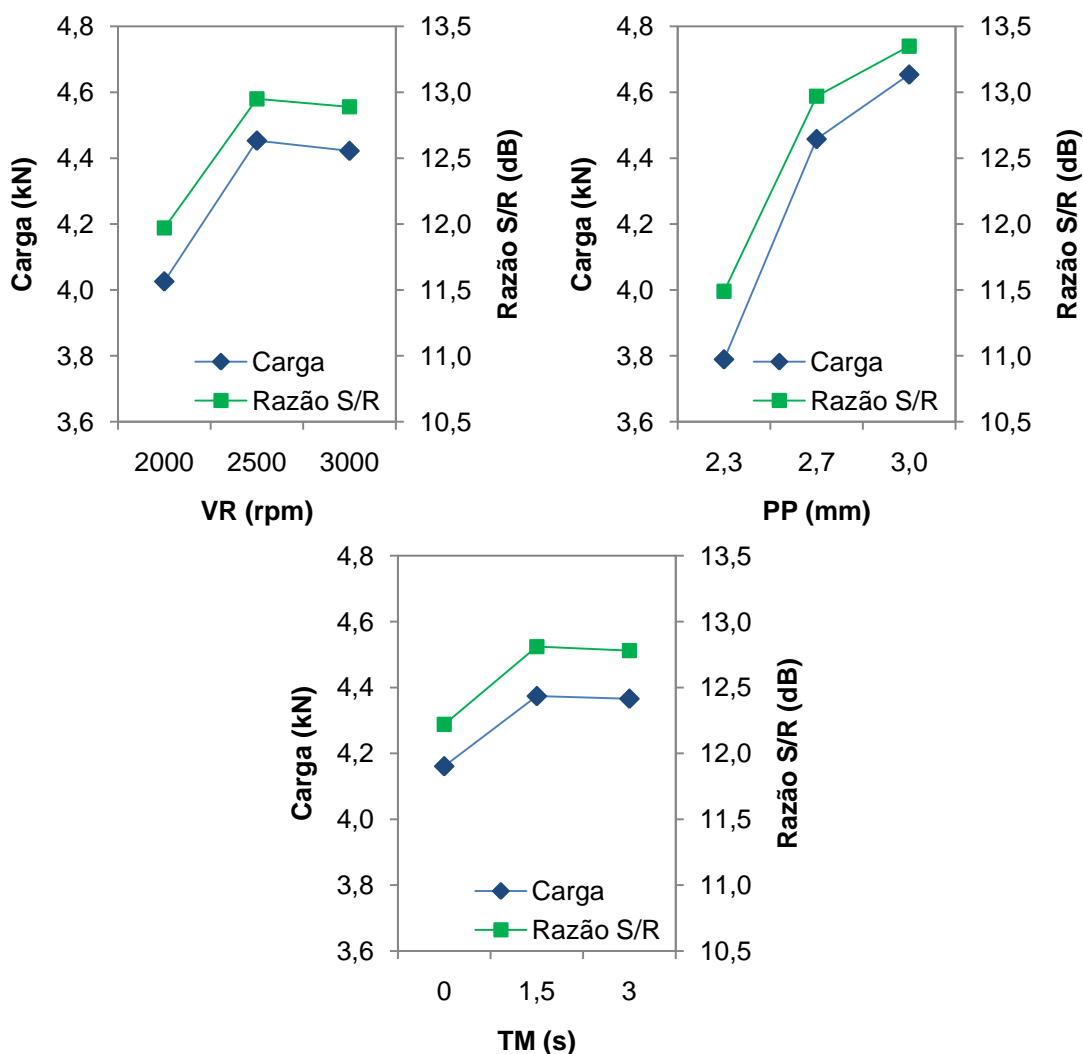 4,8
4,6
4,4
4,2
4,0
3,8
3,6
Carga (kN)
13,5
13,0
12,5
12,0
11,5
11,0
10,5
Razão S/R (dB)
Carga
Razão S/R
2000 2500 3000
VR (rpm)
4,8
4,6
4,4
4,2
4,0
3,8
3,6
Carga (kN)
13,5
13,0
12,5
12,0
11,5
11,0
10,5
Razão S/R (dB)
Carga
Razão S/R
2,3 2,7 3,0
PP (mm)
4,8
4,6
4,4
4,2
4,0
3,8
3,6
Carga (kN)
13,5
13,0
12,5
12,0
11,5
11,0
10,5
Razão S/R (dB)
Carga
Razão S/R
0 1,5 3
TM (s)